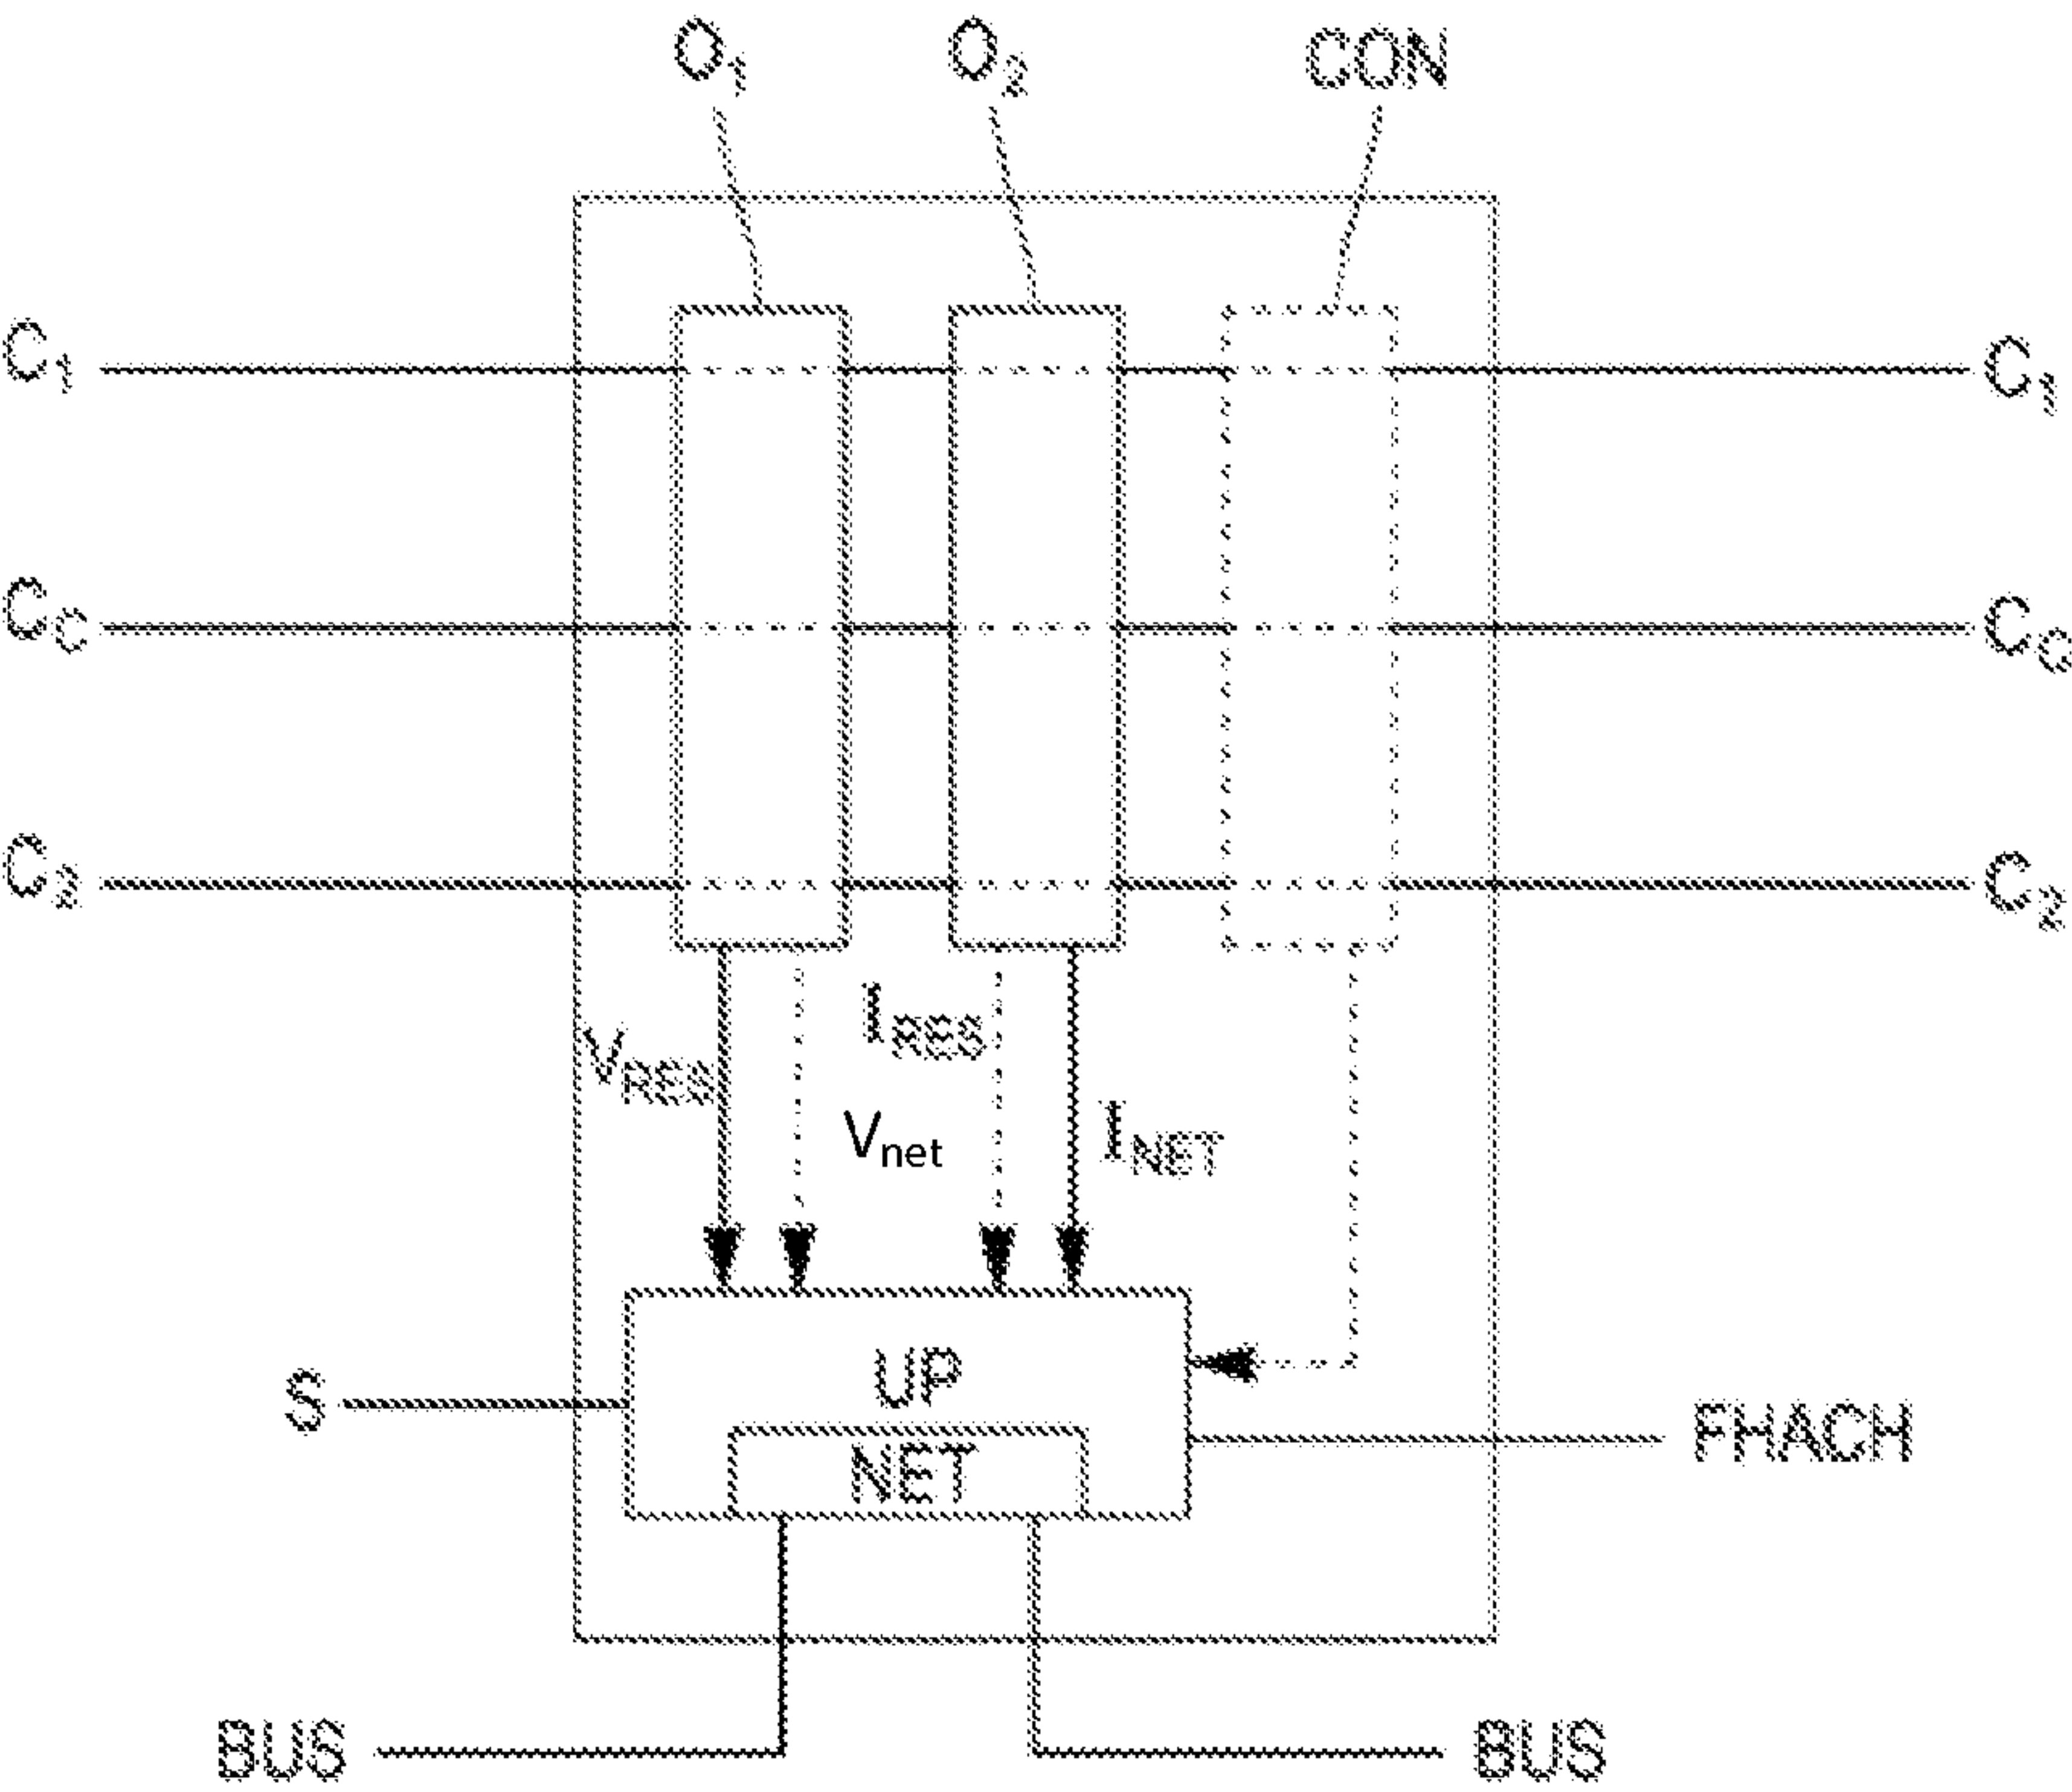 O1 O2 CON
C1 C1
CC CC
C2 C2
IRES
VRES
Vnet INET
UP
S FHACH
NET
BUS BUS